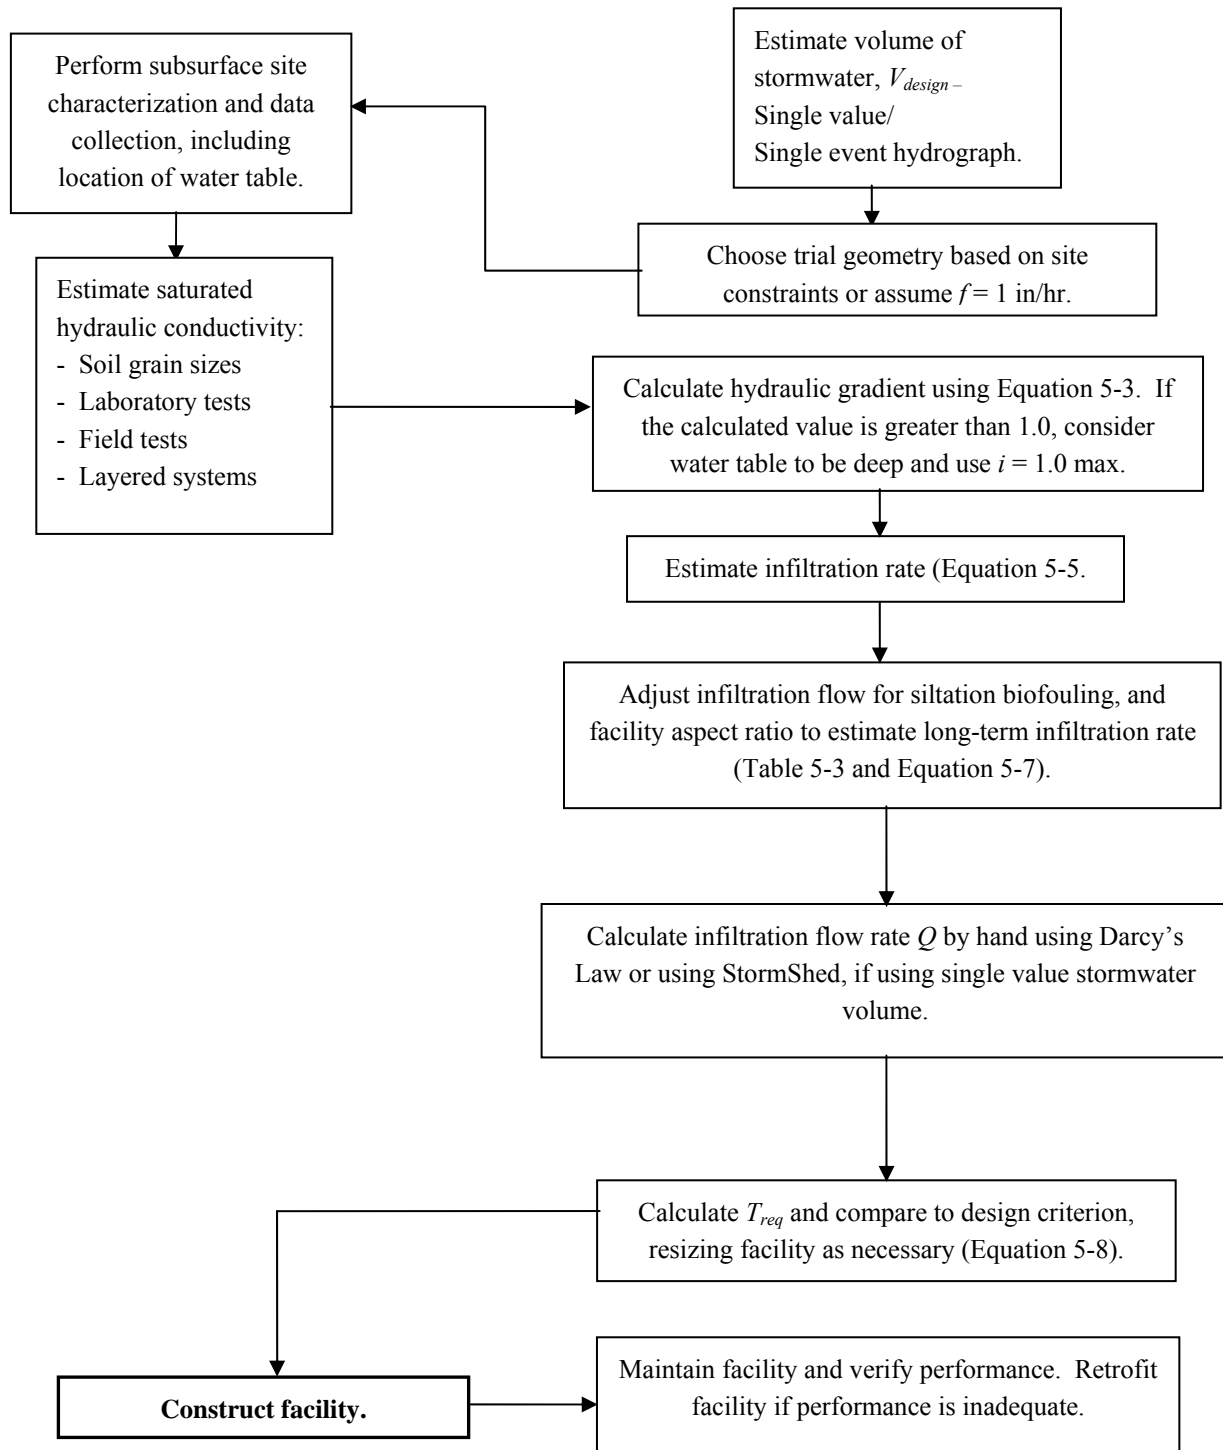 Estimate volume of
stormwater, V_design –
Single value/
Single event hydrograph.
Choose trial geometry based on site
constraints or assume f = 1 in/hr.
Perform subsurface site
characterization and data
collection, including
location of water table.
Estimate saturated
hydraulic conductivity:
- Soil grain sizes
- Laboratory tests
- Field tests
- Layered systems
Calculate hydraulic gradient using Equation 5-3. If
the calculated value is greater than 1.0, consider
water table to be deep and use i = 1.0 max.
Estimate infiltration rate (Equation 5-5.
Adjust infiltration flow for siltation biofouling, and
facility aspect ratio to estimate long-term infiltration rate
(Table 5-3 and Equation 5-7).
Calculate infiltration flow rate Q by hand using Darcy’s
Law or using StormShed, if using single value stormwater
volume.
Calculate T_req and compare to design criterion,
resizing facility as necessary (Equation 5-8).
Construct facility.
Maintain facility and verify performance. Retrofit
facility if performance is inadequate.